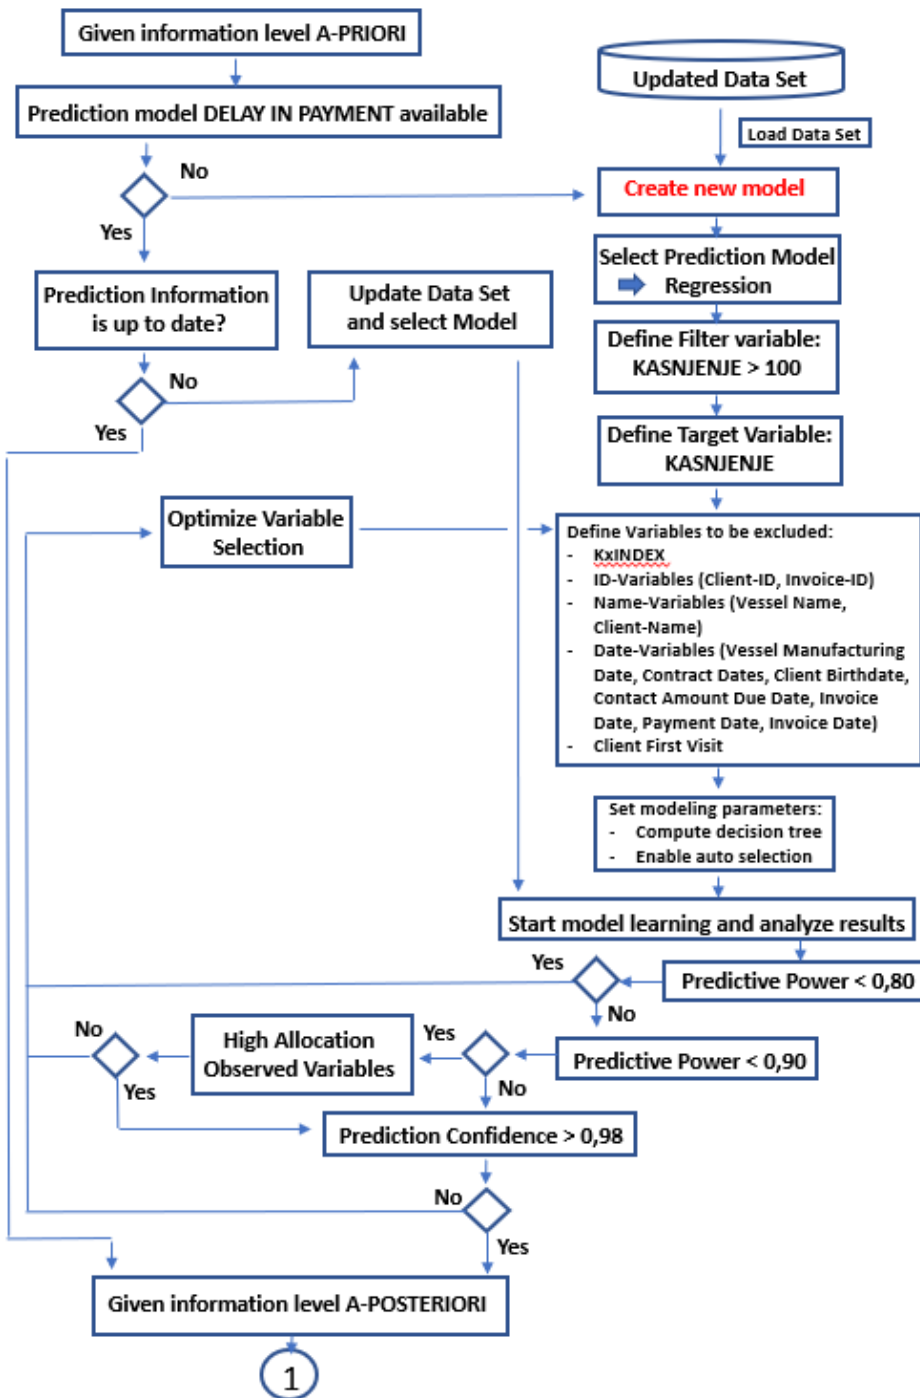 Given information level A-PRIORI
Prediction model DELAY IN PAYMENT available
Updated Data Set
Load Data Set
No
Yes
Create new model
Select Prediction Model
Regression
Prediction Information
is up to date?
Update Data Set
and select Model
No
Yes
Define Filter variable:
KASNJENJE > 100
Define Target Variable:
KASNJENJE
Optimize Variable
Selection
Define Variables to be excluded:
- KxINDEX
- ID-Variables (Client-ID, Invoice-ID)
- Name-Variables (Vessel Name,
Client-Name)
- Date-Variables (Vessel Manufacturing
Date, Contract Dates, Client Birthdate,
Contact Amount Due Date, Invoice
Date, Payment Date, Invoice Date)
- Client First Visit
Set modeling parameters:
- Compute decision tree
- Enable auto selection
Start model learning and analyze results
Yes
Predictive Power < 0,80
No
No
High Allocation
Observed Variables
Yes
Predictive Power < 0,90
Yes
No
Prediction Confidence > 0,98
No
Yes
Given information level A-POSTERIORI
1